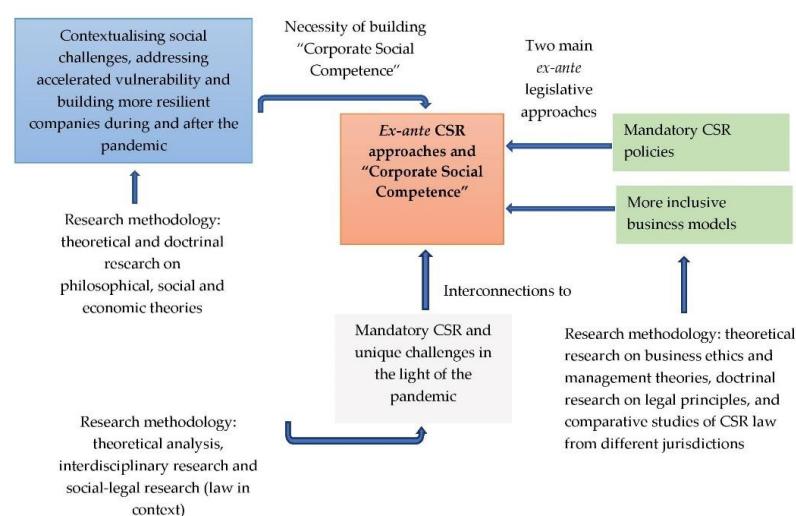 Contextualising social
challenges, addressing
accelerated vulnerability and
building more resilient
companies during and after the
pandemic
Necessity of building
“Corporate Social
Competence”
Two main
ex-ante
legislative
approaches
Ex-ante CSR
approaches and
“Corporate Social
Competence”
Mandatory CSR
policies
More inclusive
business models
Research methodology:
theoretical and doctrinal
research on
philosophical, social and
economic theories
Interconnections to
Mandatory CSR and
unique challenges in
the light of the
pandemic
Research methodology: theoretical
research on business ethics and
management theories, doctrinal
research on legal principles, and
comparative studies of CSR law
from different jurisdictions
Research methodology:
theoretical analysis,
interdisciplinary research and
social-legal research (law in
context)